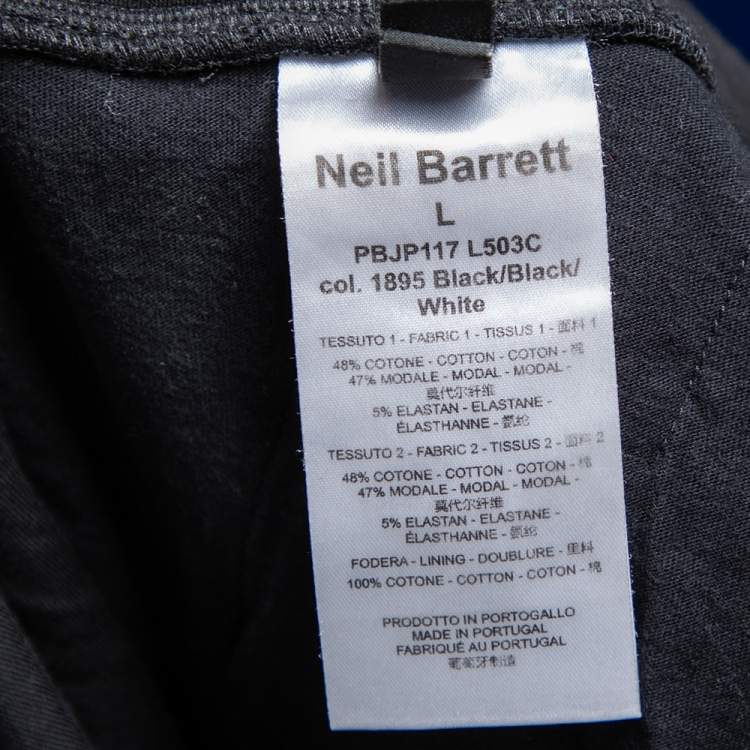 Neil Barrett
L
PBJP117 L503C
col. 1895 Black/Black/
White
TESSUTO 1 - FABRIC 1 - TISSUS 1 - 面料 1
48% COTONE - COTTON - COTON - 棉
47% MODALE - MODAL - MODAL -
莫代尔纤维
5% ELASTAN - ELASTANE -
ÉLASTHANNE - 氨纶
TESSUTO 2 - FABRIC 2 - TISSUS 2 - 面料 2
48% COTONE - COTTON - COTON - 棉
47% MODALE - MODAL - MODAL -
莫代尔纤维
5% ELASTAN - ELASTANE -
ÉLASTHANNE - 氨纶
FODERA - LINING - DOUBLURE - 里料
100% COTONE - COTTON - COTON - 棉
PRODOTTO IN PORTOGALLO
MADE IN PORTUGAL
FABRIQUÉ AU PORTUGAL
葡萄牙制造